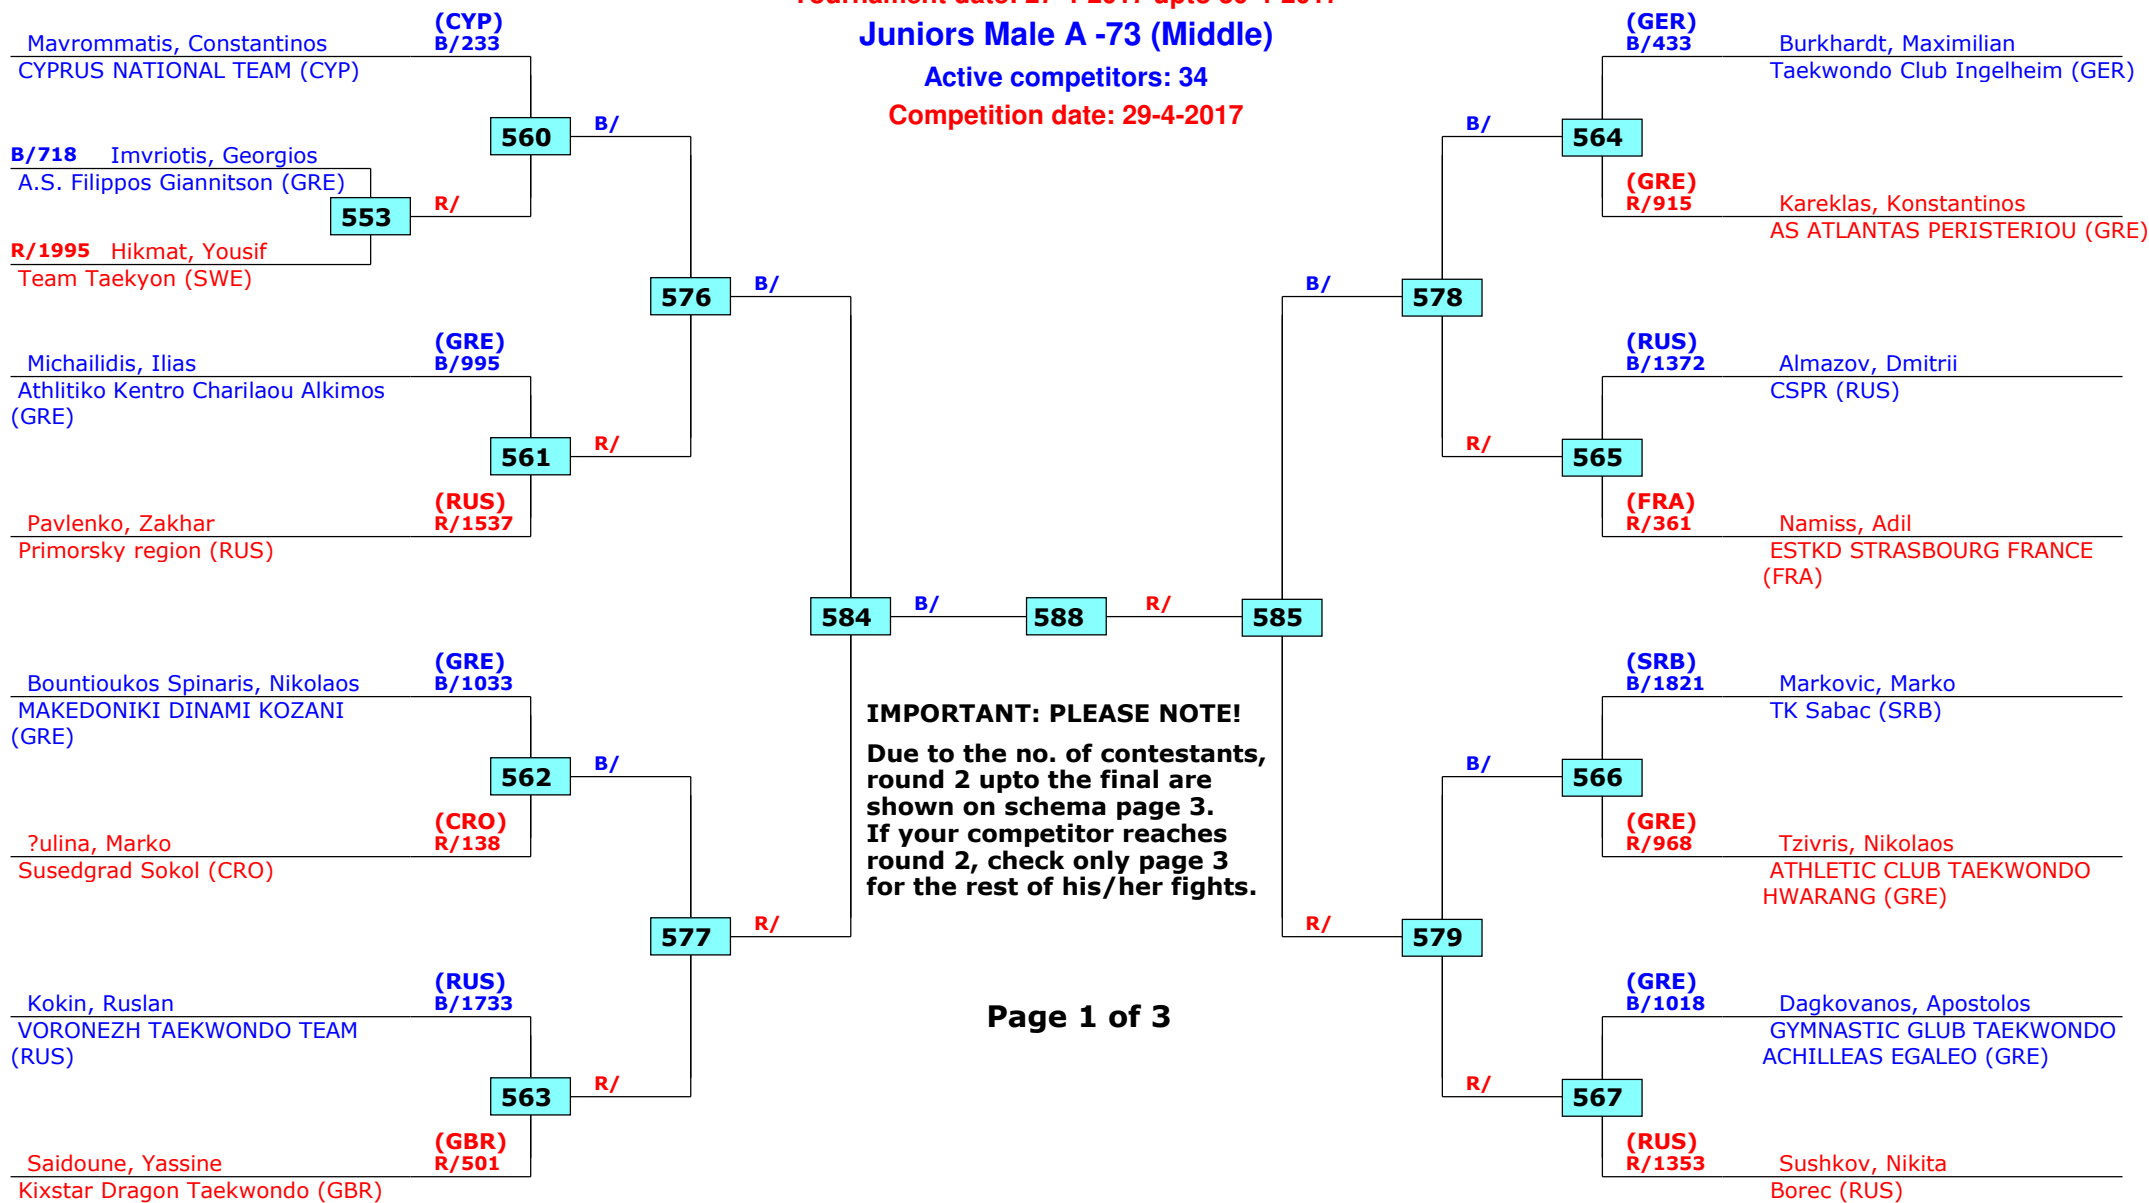 Juniors Male A -73 (Middle)
Active competitors: 34
Competition date: 29-4-2017
(CYP)
Mavrommatis, Constantinos B/233
CYPRUS NATIONAL TEAM (CYP)
560
B/
B/718 Imvriotis, Georgios
A.S. Filippos Giannitson (GRE)
553
R/
R/1995 Hikmat, Yousif
Team Taekyon (SWE)
576
B/
(GRE)
Michailidis, Ilias B/995
Athlitiko Kentro Charilaou Alkimos
(GRE)
561
R/
(RUS)
Pavlenko, Zakhar R/1537
Primorsky region (RUS)
584
B/
588
R/
585
(GRE)
Bountioukos Spinaris, Nikolaos B/1033
MAKEDONIKI DINAMI KOZANI
(GRE)
562
B/
(CRO)
?ulina, Marko R/138
Susedgrad Sokol (CRO)
577
R/
(RUS)
Kokin, Ruslan B/1733
VORONEZH TAEKWONDO TEAM
(RUS)
563
R/
(GBR)
Saidoune, Yassine R/501
Kixstar Dragon Taekwondo (GBR)
IMPORTANT: PLEASE NOTE!
Due to the no. of contestants,
round 2 upto the final are
shown on schema page 3.
If your competitor reaches
round 2, check only page 3
for the rest of his/her fights.
Page 1 of 3
(GER)
B/433 Burkhardt, Maximilian
Taekwondo Club Ingelheim (GER)
B/
564
(GRE)
R/915 Kareklas, Konstantinos
AS ATLANTAS PERISTERIOU (GRE)
B/
578
(RUS)
B/1372 Almazov, Dmitrii
CSPR (RUS)
R/
565
(FRA)
R/361 Namiss, Adil
ESTKD STRASBOURG FRANCE
(FRA)
(SRB)
B/1821 Markovic, Marko
TK Sabac (SRB)
B/
566
(GRE)
R/968 Tzivris, Nikolaos
ATHLETIC CLUB TAEKWONDO
HWARANG (GRE)
R/
579
(GRE)
B/1018 Dagkovanos, Apostolos
GYMNASTIC GLUB TAEKWONDO
ACHILLEAS EGALEO (GRE)
R/
567
(RUS)
R/1353 Sushkov, Nikita
Borec (RUS)